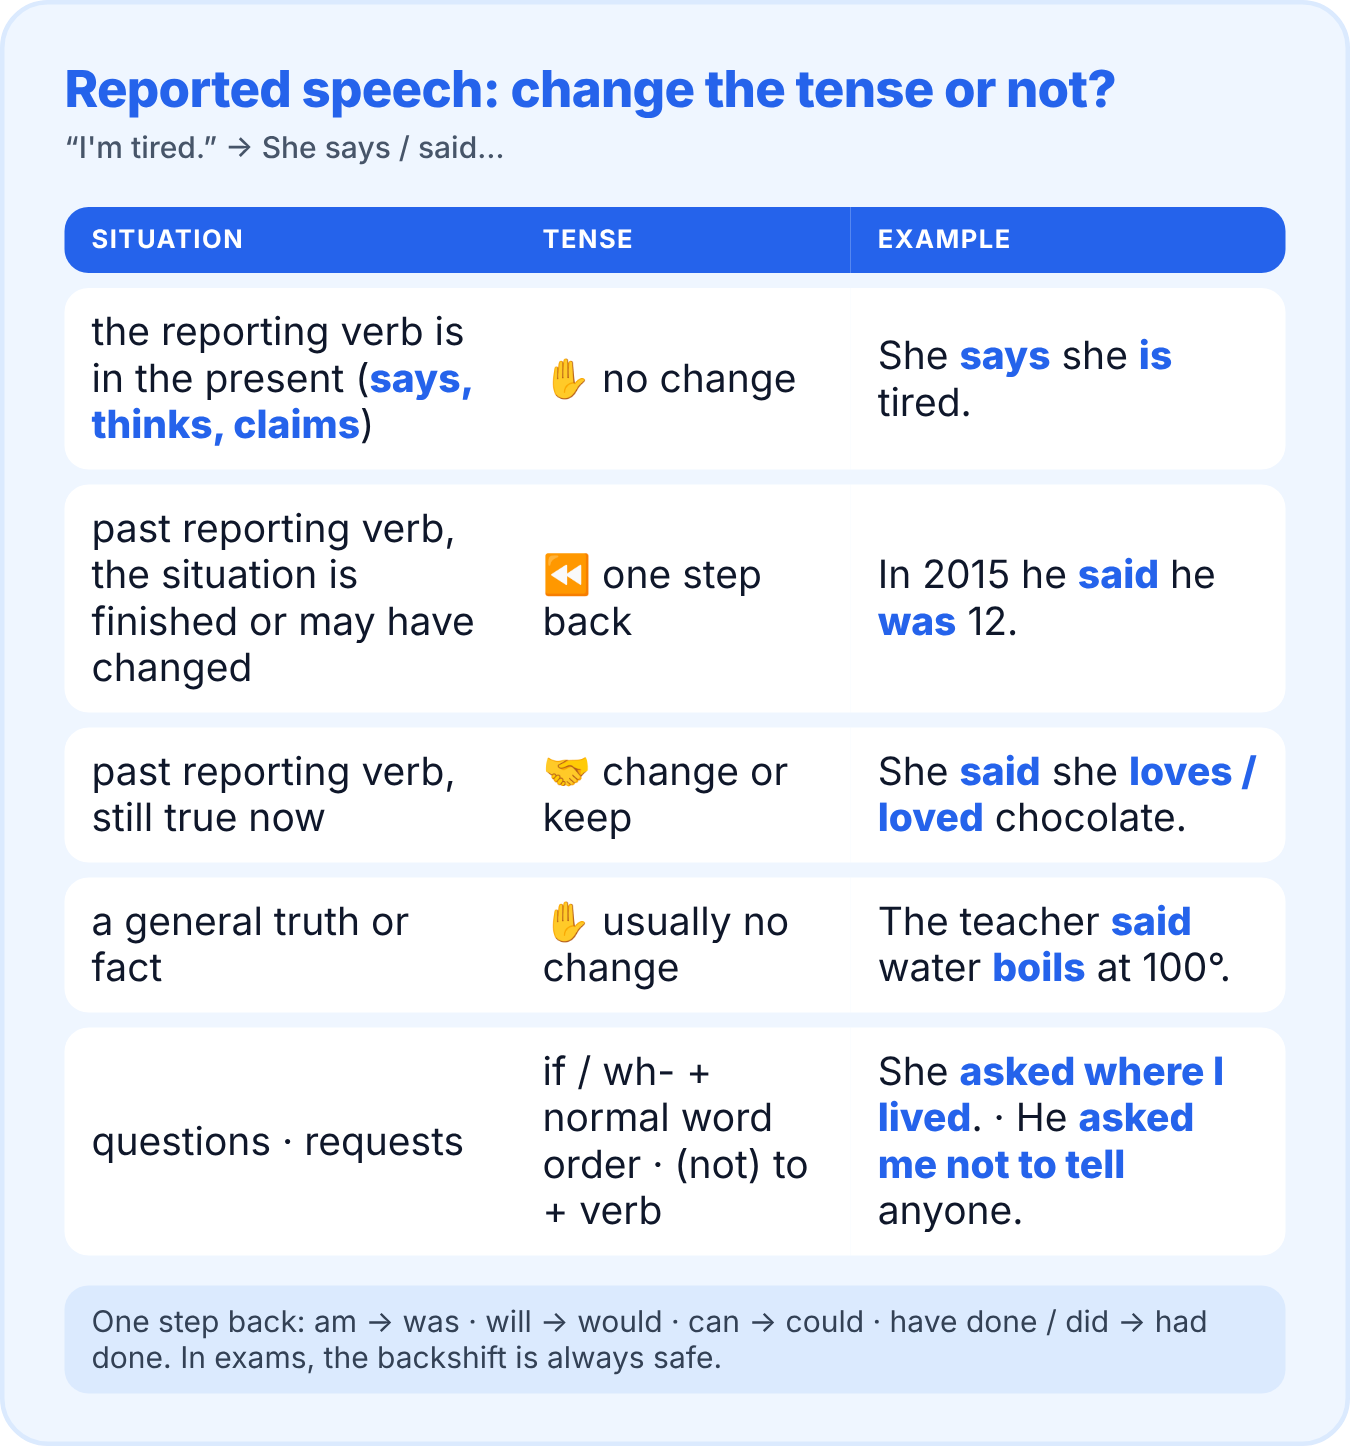 Reported speech: change the tense or not?
“I'm tired.” → She says / said…
SITUATION TENSE EXAMPLE
the reporting verb is
in the present (says,
thinks, claims)
✋ no change
She says she is
tired.
past reporting verb,
the situation is
finished or may have
changed
⏪ one step
back
In 2015 he said he
was 12.
past reporting verb,
still true now
🤝 change or
keep
She said she loves /
loved chocolate.
a general truth or
fact
✋ usually no
change
The teacher said
water boils at 100°.
questions · requests
if / wh- +
normal word
order · (not) to
+ verb
She asked where I
lived. · He asked
me not to tell
anyone.
One step back: am → was · will → would · can → could · have done / did → had
done. In exams, the backshift is always safe.